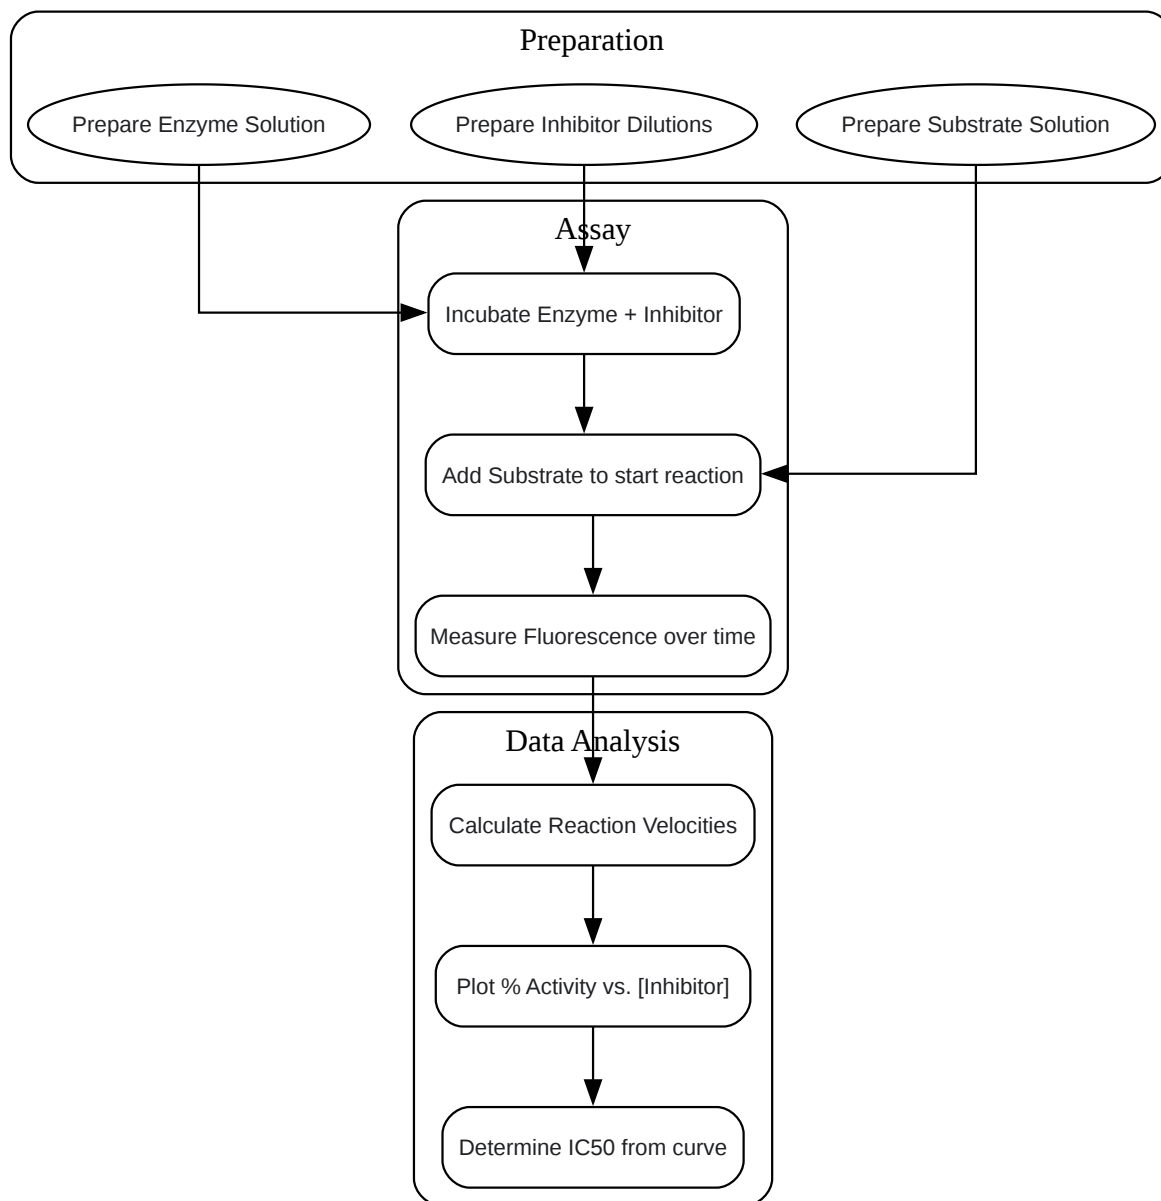 Preparation
Prepare Enzyme Solution
Prepare Inhibitor Dilutions
Prepare Substrate Solution
Assay
Incubate Enzyme + Inhibitor
Add Substrate to start reaction
Measure Fluorescence over time
Data Analysis
Calculate Reaction Velocities
Plot % Activity vs. [Inhibitor]
Determine IC50 from curve